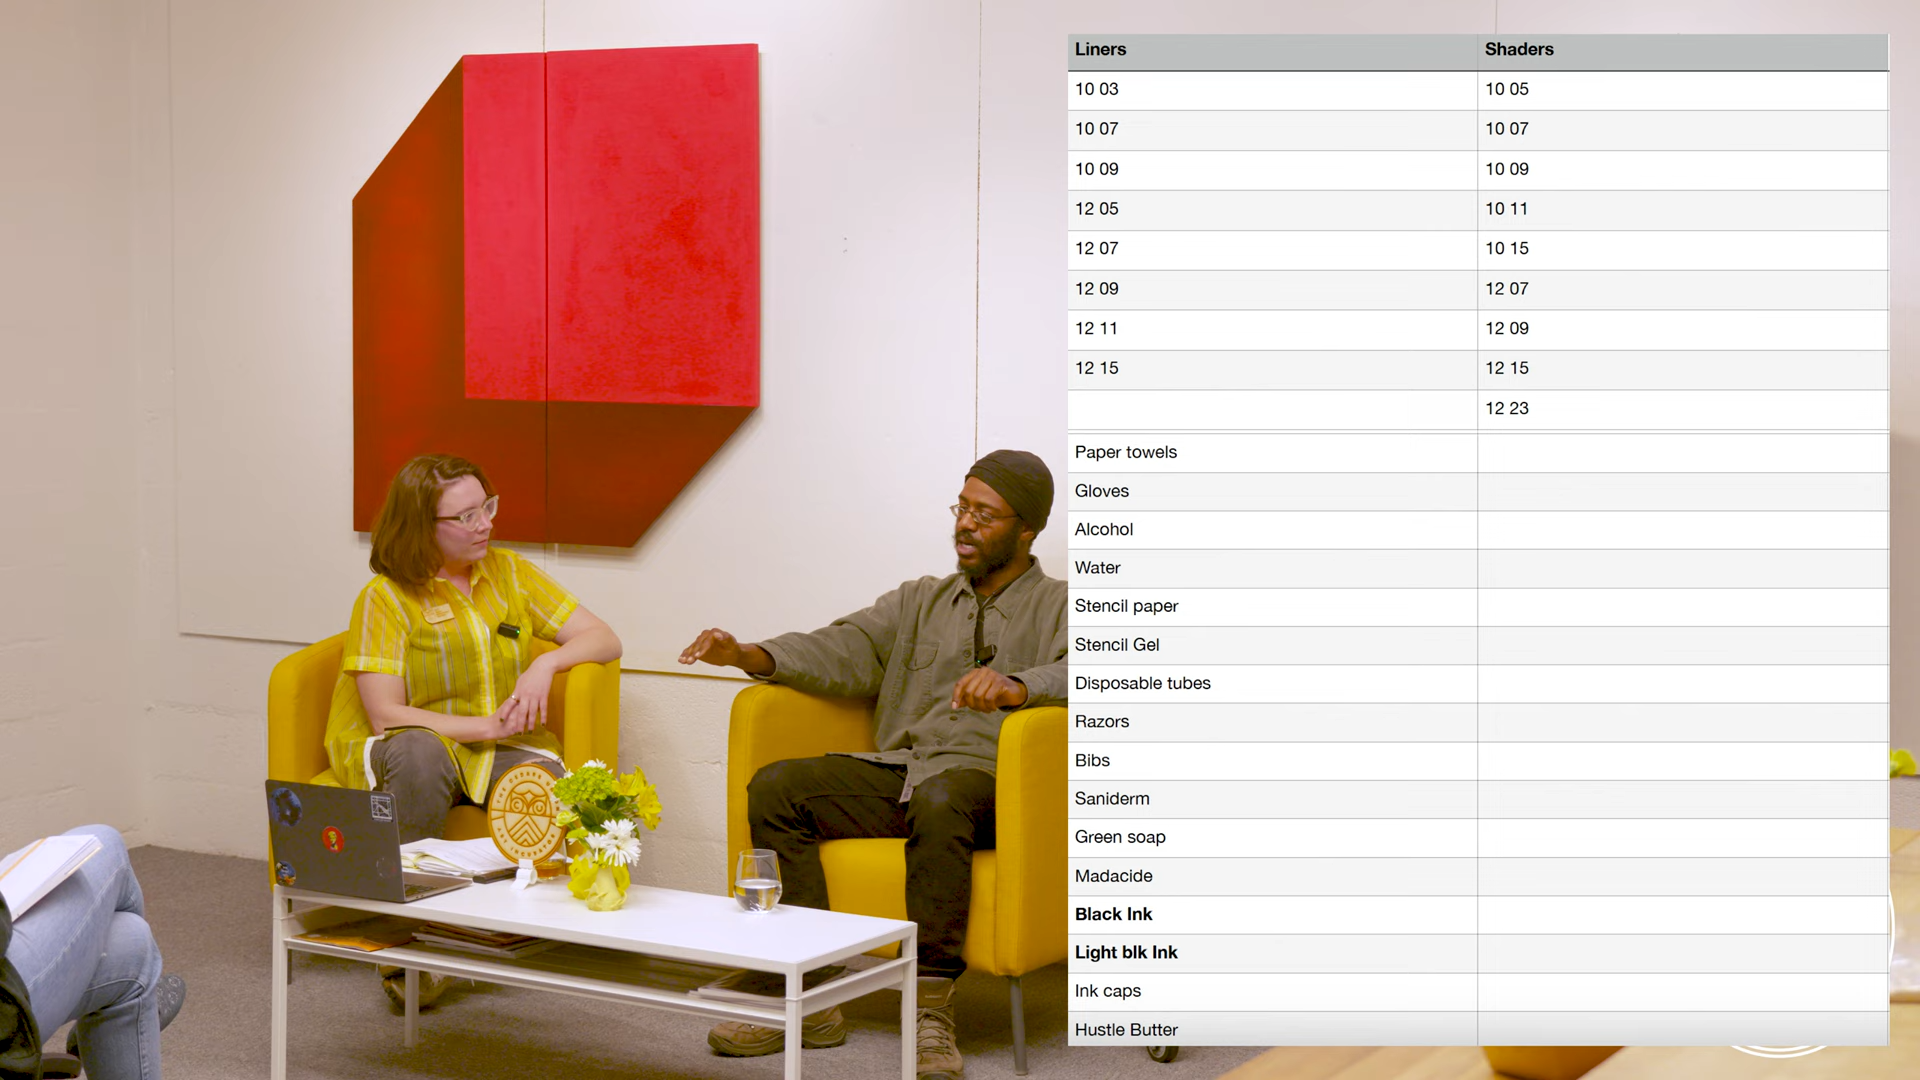 Liners Shaders
10 03 10 05
10 07 10 07
10 09 10 09
12 05 10 11
12 07 10 15
12 09 12 07
12 11 12 09
12 15 12 15
12 23
Paper towels
Gloves
Alcohol
Water
Stencil paper
Stencil Gel
Disposable tubes
Razors
Bibs
Saniderm
Green soap
Madacide
Black Ink
Light blk Ink
Ink caps
Hustle Butter